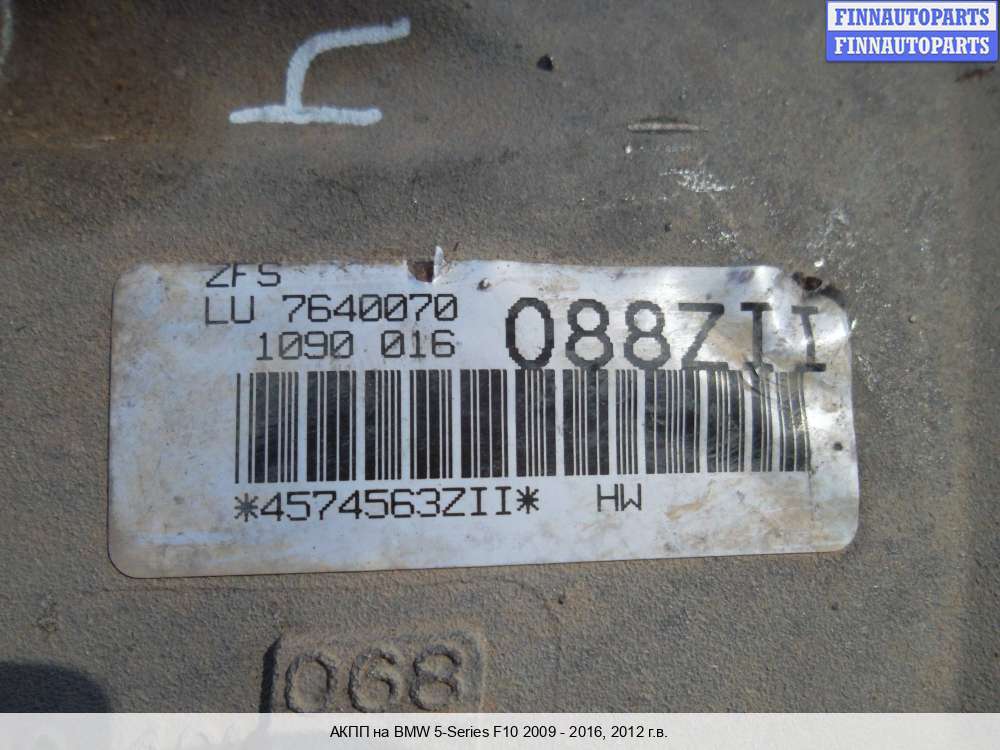 FINNAUTOPARTS
FINNAUTOPARTS
ZFS
LU 7640070
1090 016
088ZII
*4574563ZII* HW
068
АКПП на BMW 5-Series F10 2009 - 2016, 2012 г.в.